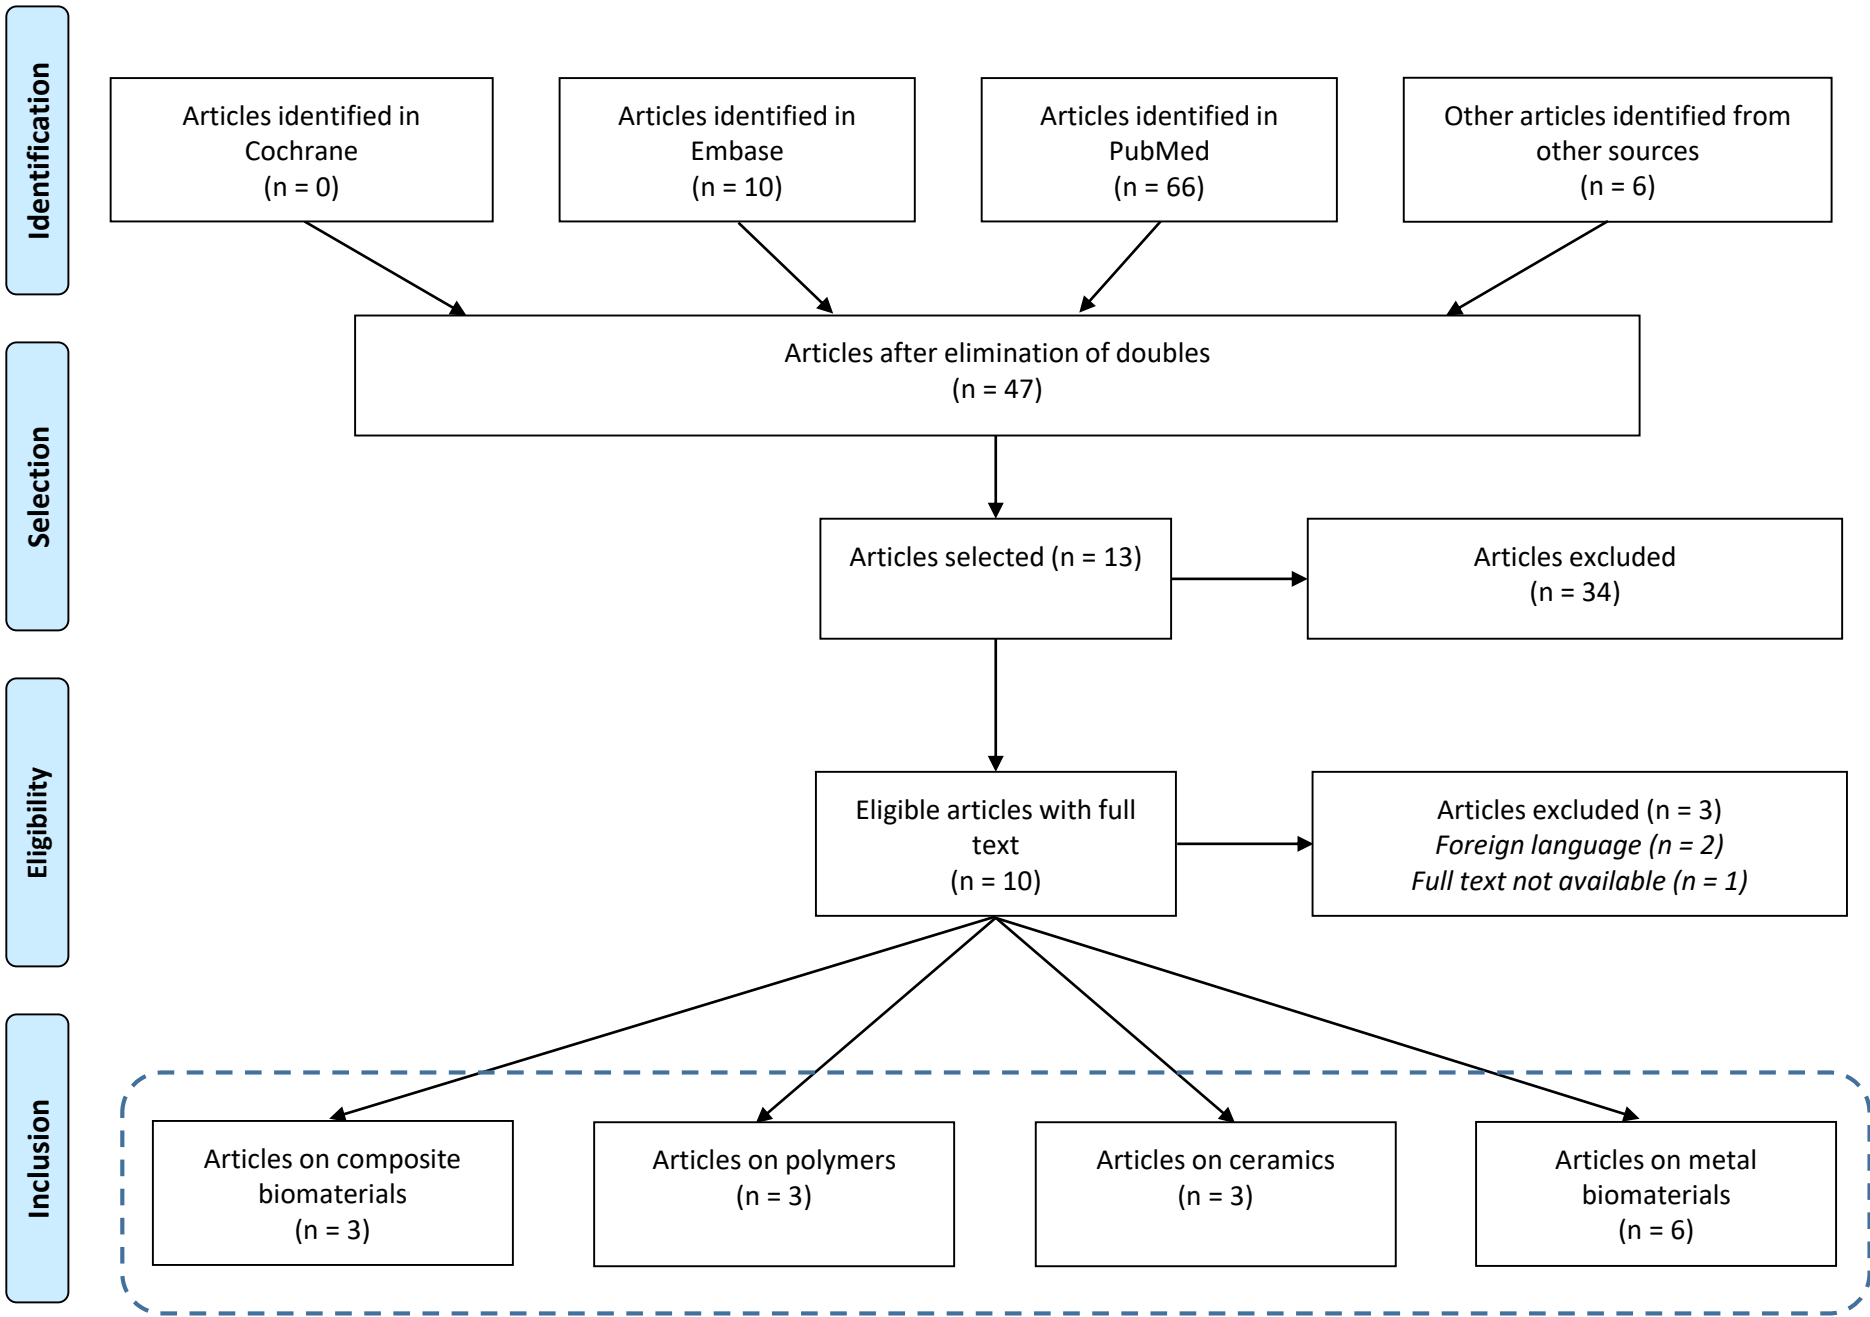 Identification
Articles identified in
Cochrane
(n = 0)
Articles identified in
Embase
(n = 10)
Articles identified in
PubMed
(n = 66)
Other articles identified from
other sources
(n = 6)
Selection
Articles after elimination of doubles
(n = 47)
Articles selected (n = 13)
Articles excluded
(n = 34)
Eligibility
Eligible articles with full
text
(n = 10)
Articles excluded (n = 3)
Foreign language (n = 2)
Full text not available (n = 1)
Inclusion
Articles on composite
biomaterials
(n = 3)
Articles on polymers
(n = 3)
Articles on ceramics
(n = 3)
Articles on metal
biomaterials
(n = 6)